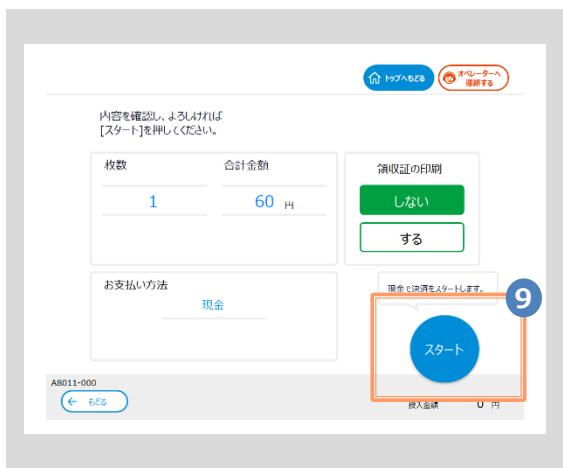 トップへもどる
オペレーターへ
連絡する
内容を確認し、よろしければ
[スタート]を押してください。
枚数
合計金額
領収証の印刷
1
60 円
しない
する
お支払い方法
現金で決済をスタートします。
9
現金
スタート
A8011-000
← もどる
投入金額 0 円